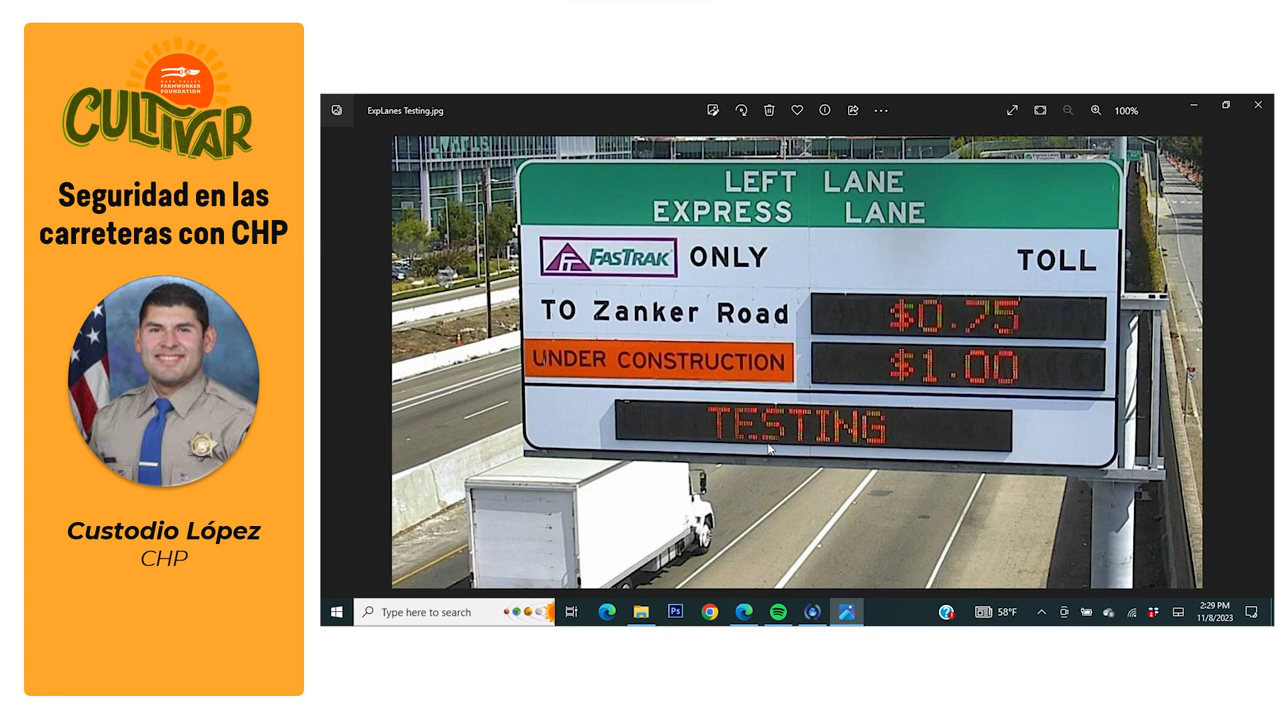 NAPA VALLEY
FARMWORKER
FOUNDATION
CULTIVAR
Seguridad en las
carreteras con CHP
Custodio López
CHP
ExpLanes Testing.jpg
100%
LEFT LANE
EXPRESS LANE
FASTRAK ONLY
TOLL
TO Zanker Road
$0.75
UNDER CONSTRUCTION
$1.00
TESTING
Type here to search
Ps
58°F
2:29 PM
11/8/2023